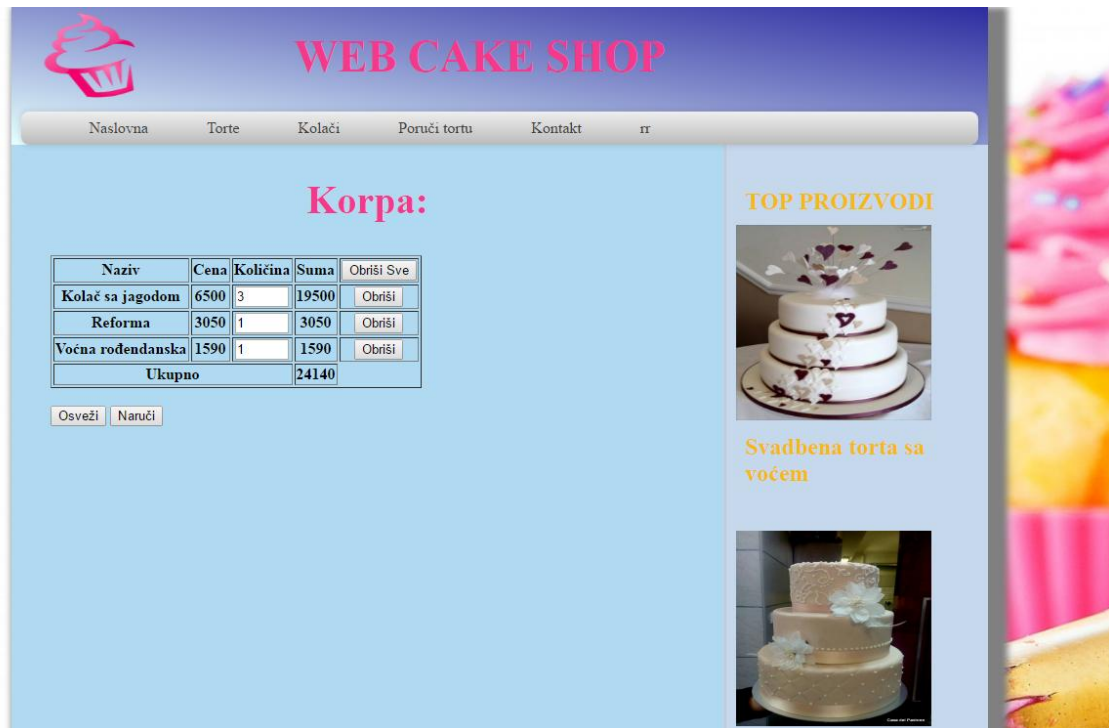 WEB CAKE SHOP
Naslovna Torte Kolači Poruči tortu Kontakt rr
Korpa:
Naziv Cena Količina Suma Obriši Sve
Kolač sa jagodom 6500 3 19500 Obriši
Reforma 3050 1 3050 Obriši
Voćna rođendanska 1590 1 1590 Obriši
Ukupno 24140
Osveži Naruči
TOP PROIZVODI
Svadbena torta sa
voćem